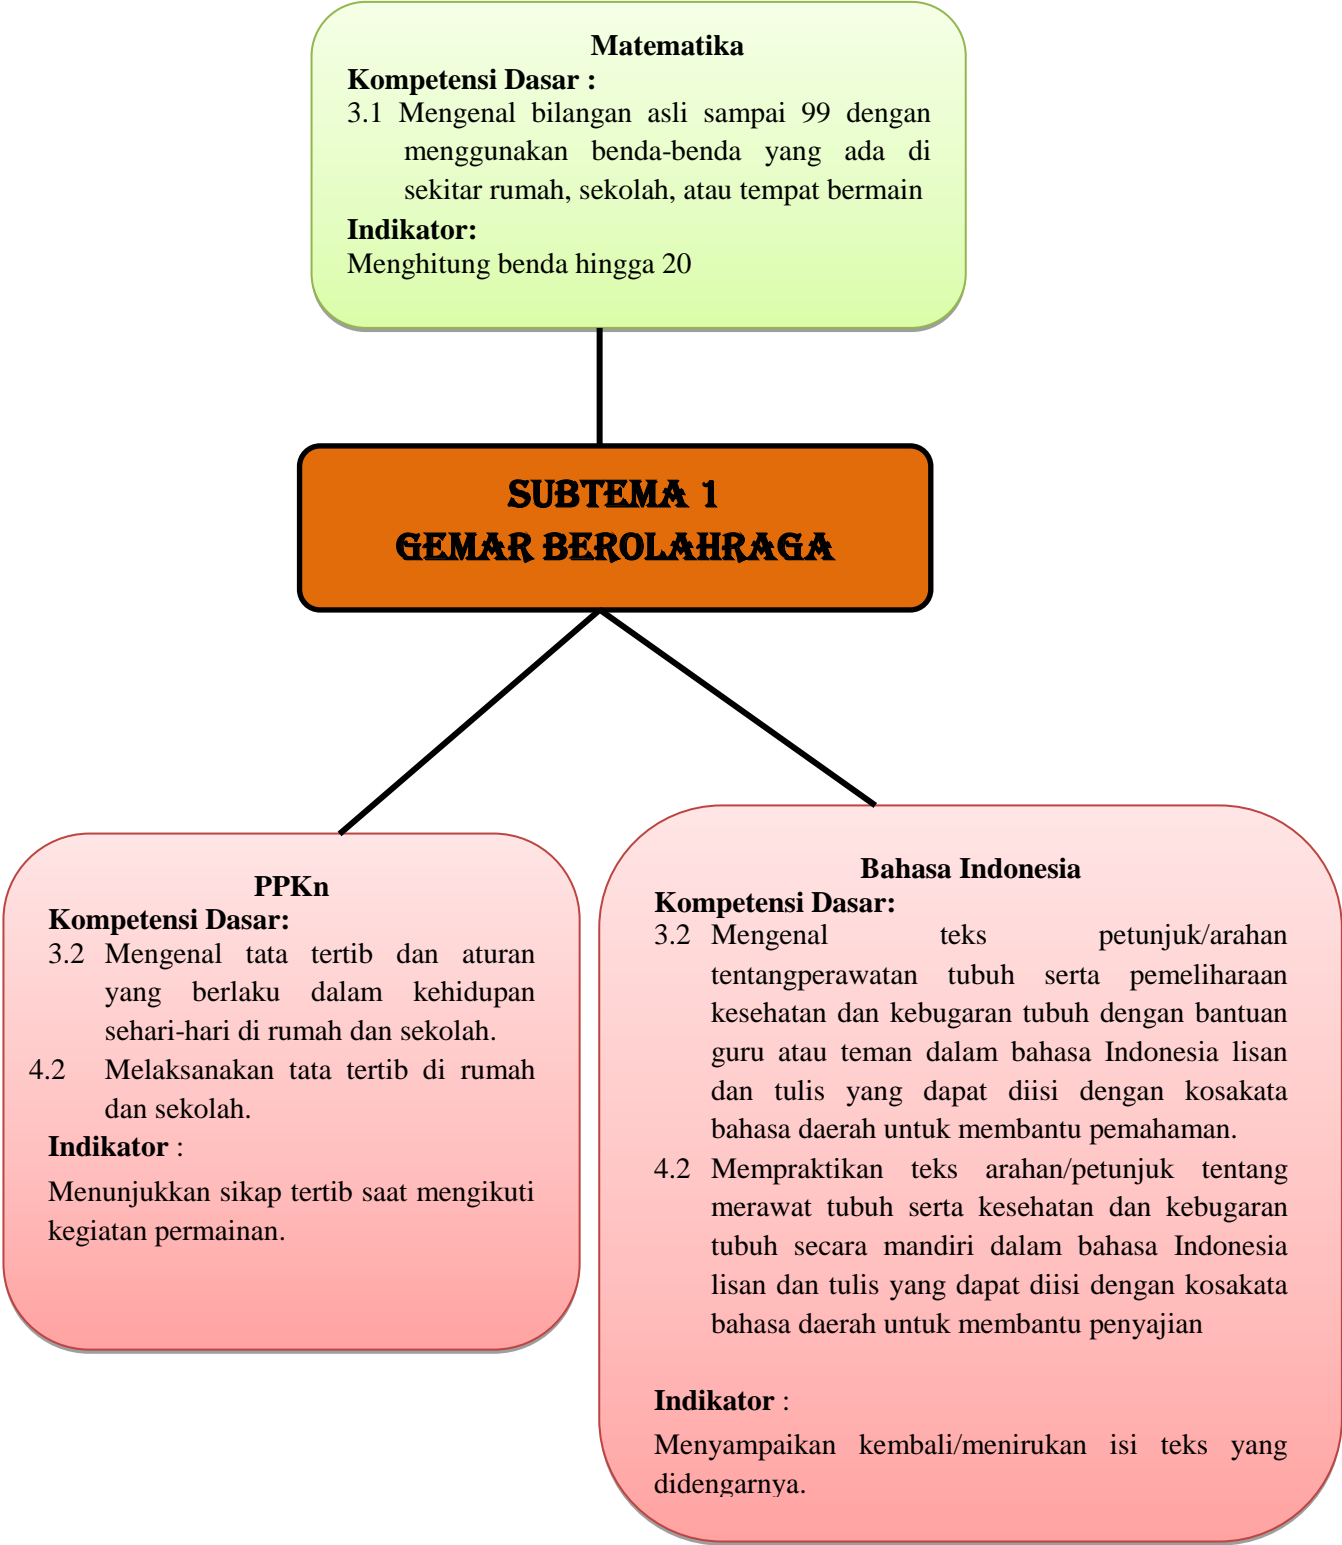 Matematika
Kompetensi Dasar :
3.1 Mengenal bilangan asli sampai 99 dengan
menggunakan benda-benda yang ada di
sekitar rumah, sekolah, atau tempat bermain
Indikator:
Menghitung benda hingga 20
SUBTEMA 1
GEMAR BEROLAHRAGA
PPKn
Kompetensi Dasar:
3.2 Mengenal tata tertib dan aturan
yang berlaku dalam kehidupan
sehari-hari di rumah dan sekolah.
4.2 Melaksanakan tata tertib di rumah
dan sekolah.
Indikator :
Menunjukkan sikap tertib saat mengikuti
kegiatan permainan.
Bahasa Indonesia
Kompetensi Dasar:
3.2 Mengenal teks petunjuk/arahan
tentangperawatan tubuh serta pemeliharaan
kesehatan dan kebugaran tubuh dengan bantuan
guru atau teman dalam bahasa Indonesia lisan
dan tulis yang dapat diisi dengan kosakata
bahasa daerah untuk membantu pemahaman.
4.2 Mempraktikan teks arahan/petunjuk tentang
merawat tubuh serta kesehatan dan kebugaran
tubuh secara mandiri dalam bahasa Indonesia
lisan dan tulis yang dapat diisi dengan kosakata
bahasa daerah untuk membantu penyajian
Indikator :
Menyampaikan kembali/menirukan isi teks yang
didengarnya.